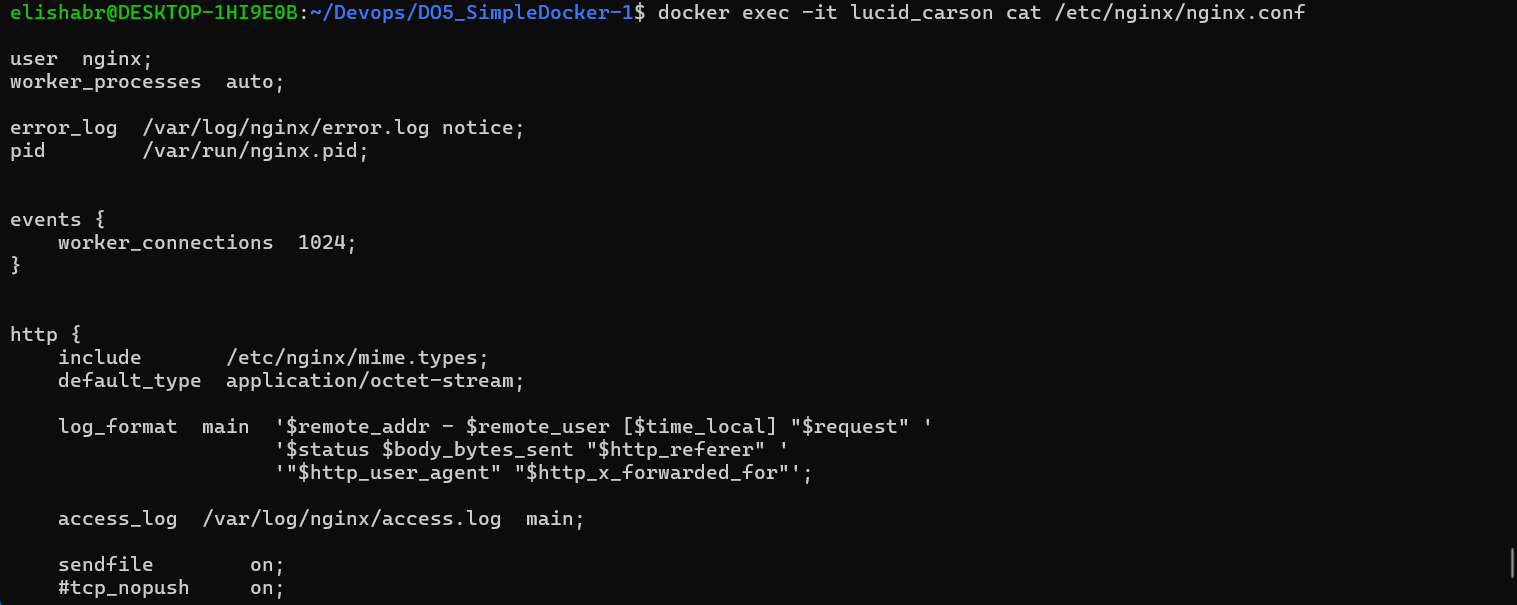 elishabr@DESKTOP-1HI9E0B:~/Devops/DO5_SimpleDocker-1$ docker exec -it lucid_carson cat /etc/nginx/nginx.conf
user  nginx;
worker_processes  auto;
error_log  /var/log/nginx/error.log notice;
pid        /var/run/nginx.pid;
events {
    worker_connections  1024;
}
http {
    include       /etc/nginx/mime.types;
    default_type  application/octet-stream;
    log_format  main  '$remote_addr - $remote_user [$time_local] "$request" '
                      '$status $body_bytes_sent "$http_referer" '
                      '"$http_user_agent" "$http_x_forwarded_for"';
    access_log  /var/log/nginx/access.log  main;
    sendfile        on;
    #tcp_nopush     on;